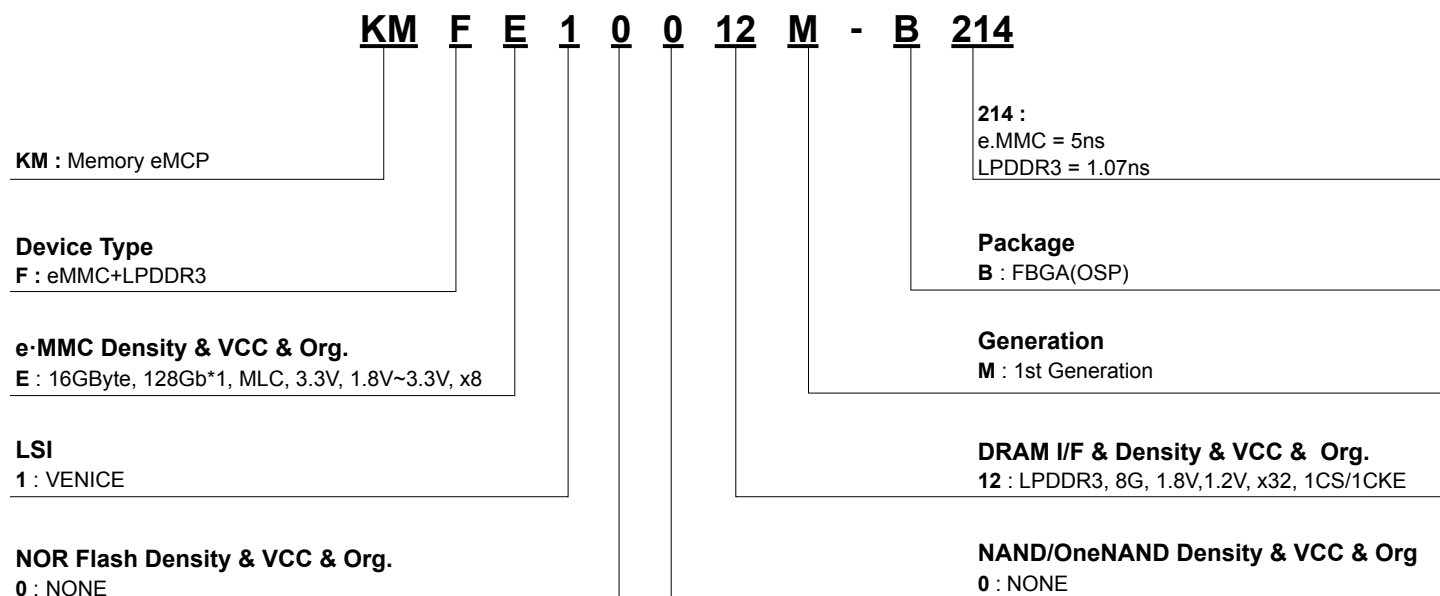 KM F E 1 0 0 12 M - B 214
KM : Memory eMCP
Device Type
F : eMMC+LPDDR3
e·MMC Density & VCC & Org.
E : 16GByte, 128Gb*1, MLC, 3.3V, 1.8V~3.3V, x8
LSI
1 : VENICE
NOR Flash Density & VCC & Org.
0 : NONE
214 :
e.MMC = 5ns
LPDDR3 = 1.07ns
Package
B : FBGA(OSP)
Generation
M : 1st Generation
DRAM I/F & Density & VCC & Org.
12 : LPDDR3, 8G, 1.8V,1.2V, x32, 1CS/1CKE
NAND/OneNAND Density & VCC & Org
0 : NONE